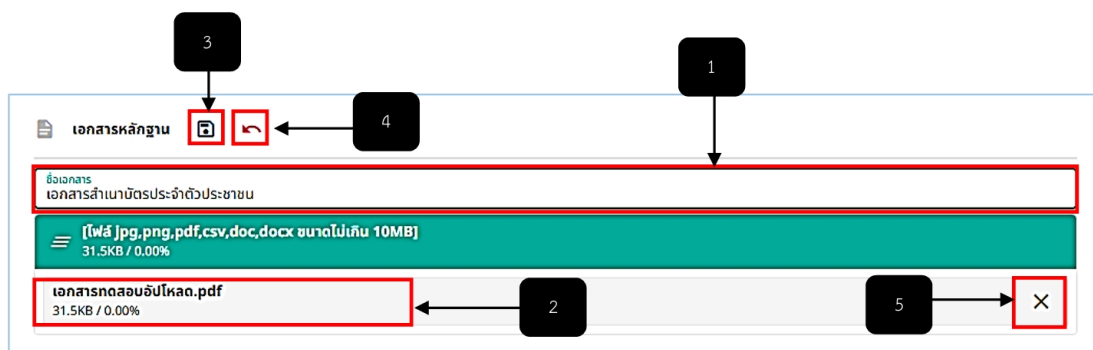 3
1
4
เอกสารหลักฐาน
ชื่อเอกสาร
เอกสารสำเนาบัตรประจำตัวประชาชน
[ไฟล์ jpg,png,pdf,csv,doc,docx ขนาดไม่เกิน 10MB]
31.5KB / 0.00%
เอกสารทดสอบอัปโหลด.pdf
31.5KB / 0.00%
2
5